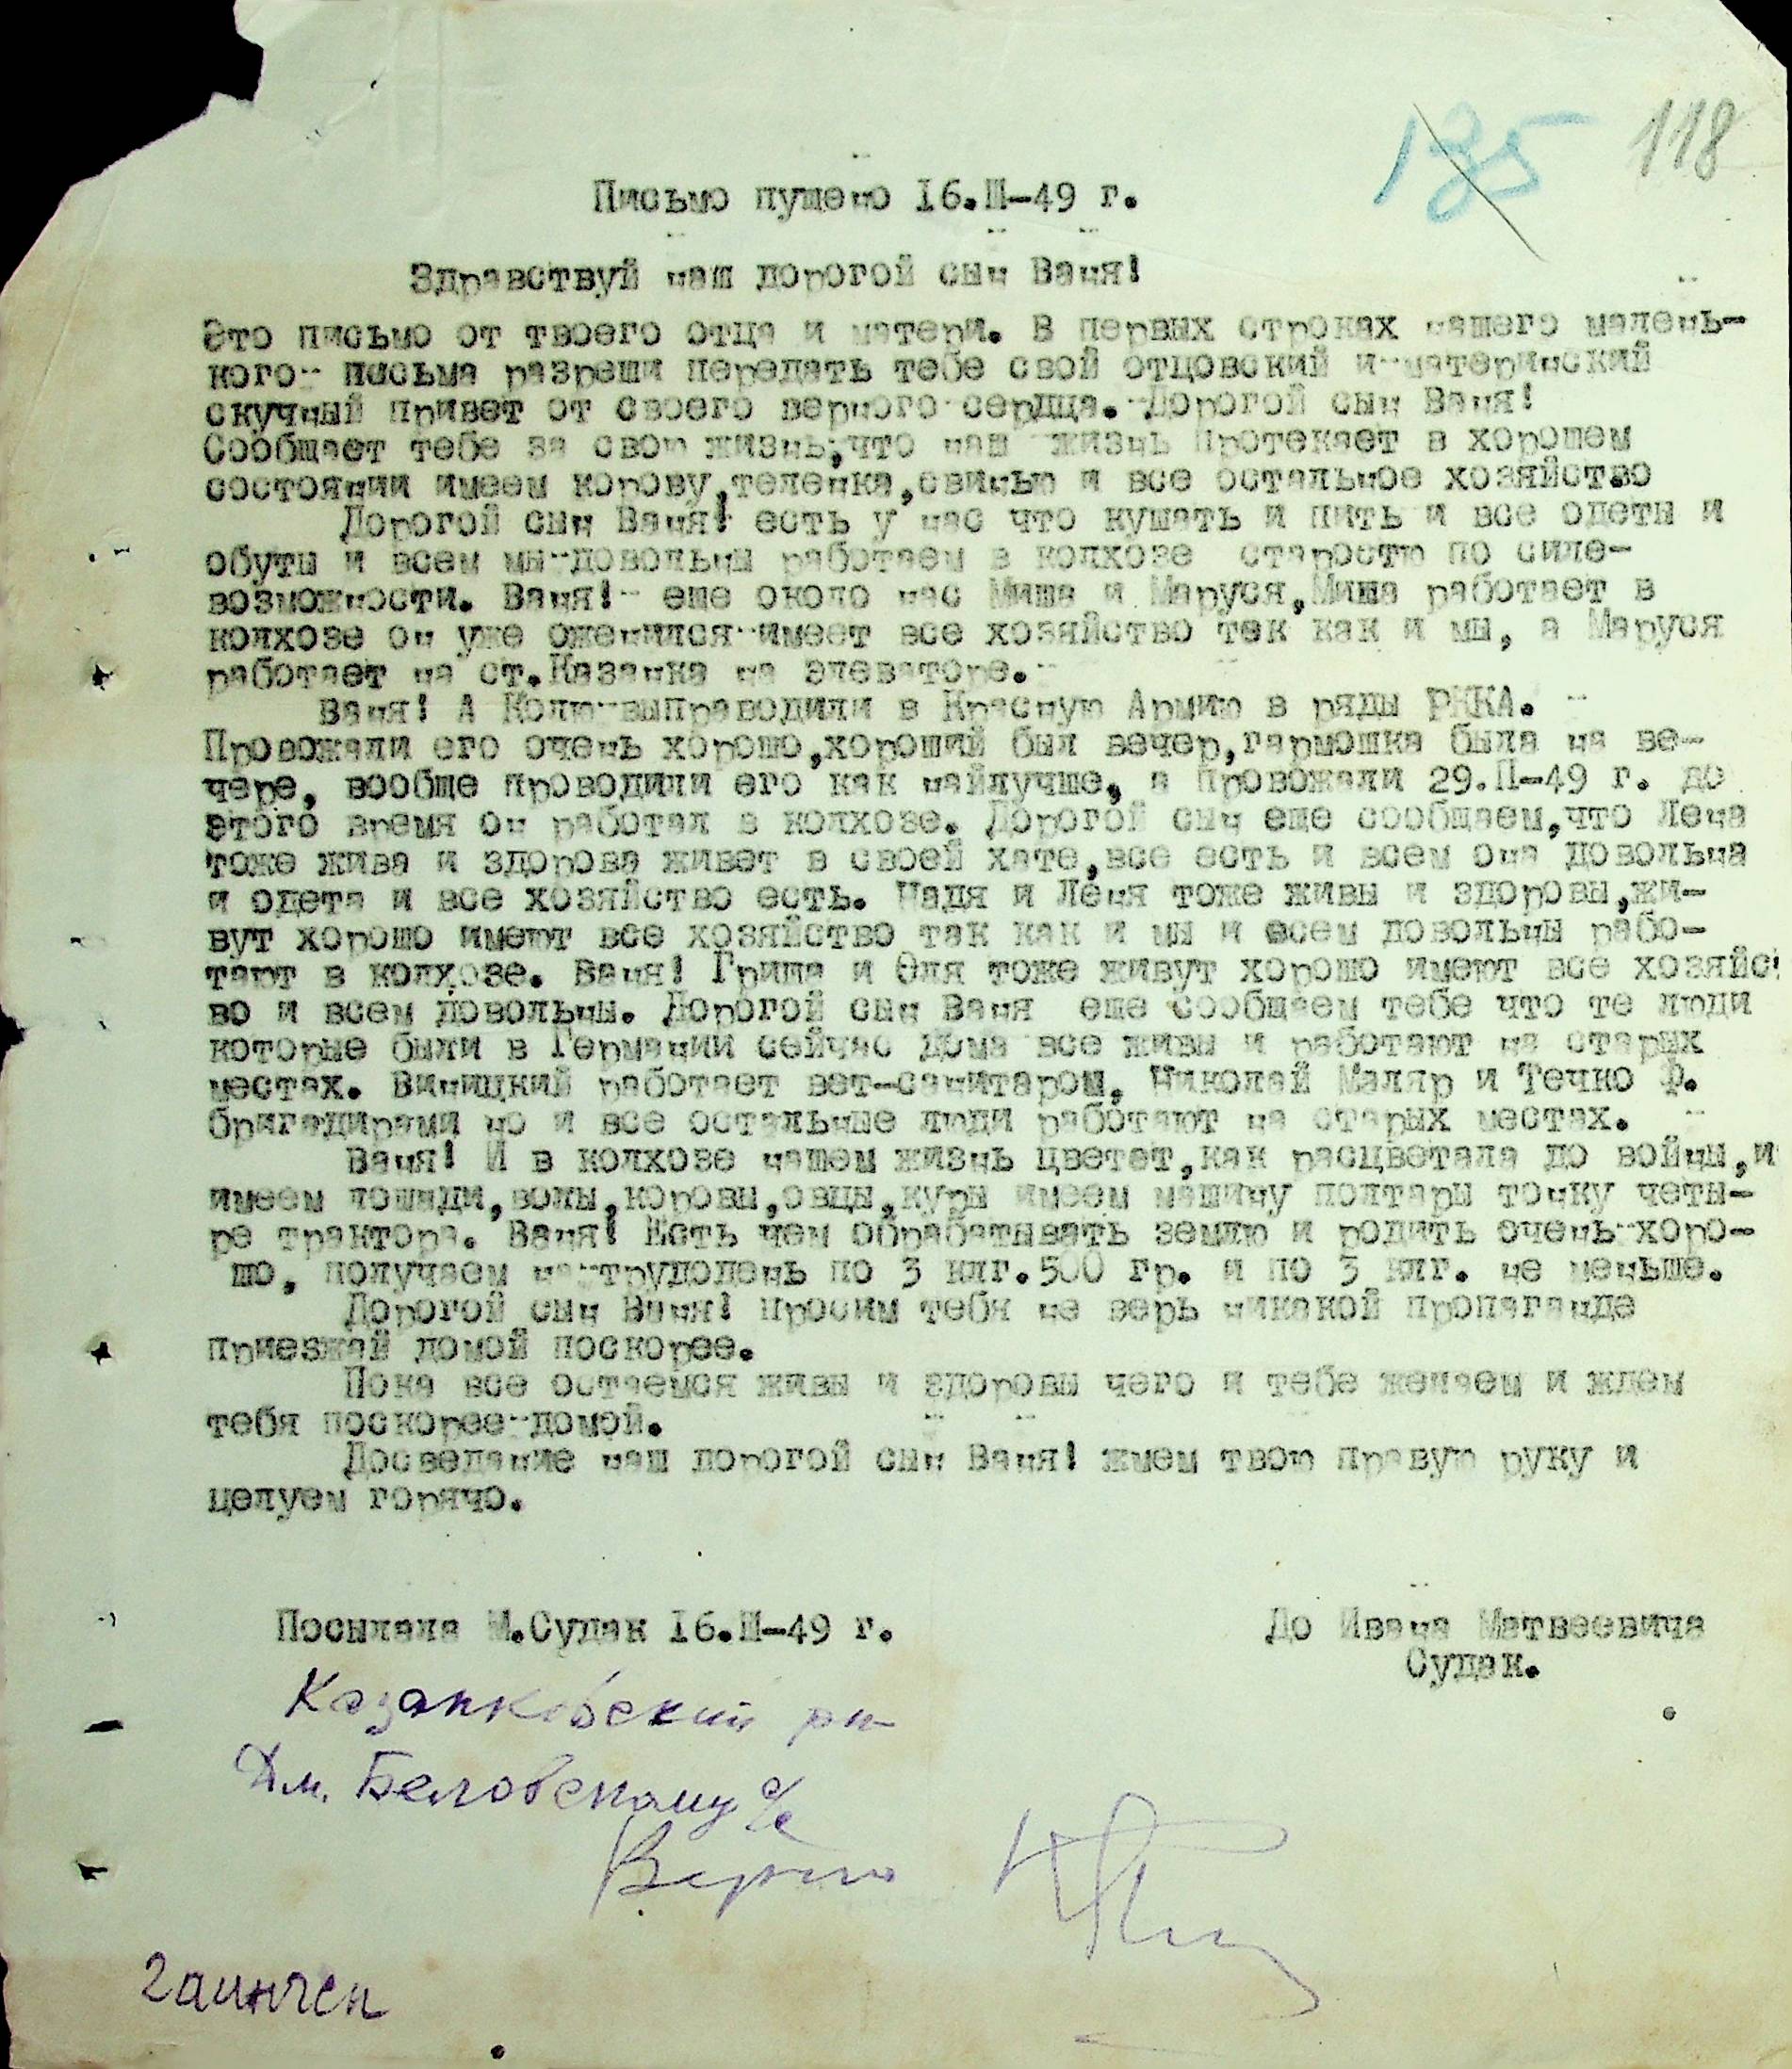 135 118
Письмо пущено 16.Ш-49 г.
Здравствуй наш дорогой сын Ваня!
Это письмо от твоего отца и матери. В первых строках нашего малень-
кого письма разреши передать тебе свой отцовский и материнский
скучный привет от своего верного сердца. Дорогой сын Ваня!
Сообщает тебе за свою жизнь,что наш жизнь протекает в хорошем
состоянии имеем корову,теленка,свинью и все остальное хозяйство
Дорогой сын Ваня! есть у нас что кушать и пить и все одеты и
обуты и всем мы довольны работаем в колхозе старостю по силе-
возможности. Ваня! еще около нас Миша и Маруся,Миша работает в
колхозе он уже оженился имеет все хозяйство так как и мы, а Маруся
работает на ст.Казанка на элеваторе.
Ваня! А Колю выправодили в Красную Армию в ряды РККА.
Провожали его очень хорошо,хороший был вечер,гармошка была на ве-
чере, вообще проводили его как найлучше, а провожали 29.П-49 г. до
этого время он работал в колхозе. Дорогой сын еще сообщаем,что Лена
тоже жива и здорова живет в своей хате,все есть и всем она довольна
и одета и все хозяйство есть. Надя и Лёня тоже живы и здоровы,жи-
вут хорошо имеют все хозяйство так как и мы и всем довольны рабо-
тают в колхозе. Ваня! Гриша и Оля тоже живут хорошо имеют все хозяйст
во и всем довольны. Дорогой сын Ваня еще сообщаем тебе что те люди
которые были в Германии сейчас дома все живы и работают на старых
местах. Виницкий работает вет-санитаром, Николай Маляр и Течко Ф.
бригадирами но и все остальные люди работают на старых местах.
Ваня! И в колхозе нашем жизнь цветет,как расцветала до войны,и
имеем лошади,волы,коровы,овцы,куры имеем машину полтары тонку четы-
ре трактора. Ваня! Есть чем обрабатывать землю и родить очень хоро-
шо, получаем на трудодень по 3 клг.500 гр. и по 3 клг. не меньше.
Дорогой сын Ваня! просим тебя не верь никакой пропаганде
приезжай домой поскорее.
Пока все остаемся живы и здоровы чего и тебе желаем и ждем
тебя поскорее домой.
Досведание наш дорогой сын Ваня! жмем твою правую руку и
целуем горячо.
Посылала М.Судак 16.Ш-49 г.
До Ивана Матвеевича
Судак.
Казанковский рн
Дм. Беловскому с/с
Верно